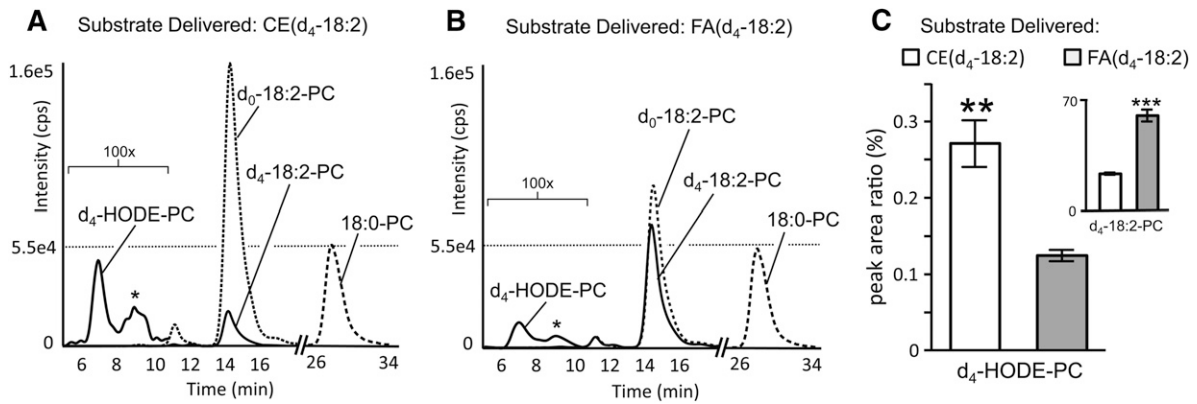 A Substrate Delivered: CE(d₄-18:2)
1.6e5
Intensity (cps)
5.5e4
0
100x
d₄-HODE-PC
*
d₀-18:2-PC
d₄-18:2-PC
18:0-PC
6 8 10 12 14 16 26 34
Time (min)
B Substrate Delivered: FA(d₄-18:2)
1.6e5
Intensity (cps)
5.5e4
0
100x
d₄-HODE-PC
*
d₀-18:2-PC
d₄-18:2-PC
18:0-PC
6 8 10 12 14 16 26 34
Time (min)
C Substrate Delivered:
CE(d₄-18:2) FA(d₄-18:2)
peak area ratio (%)
0.3
0.1
0
**
70
0
***
d₄-18:2-PC
d₄-HODE-PC